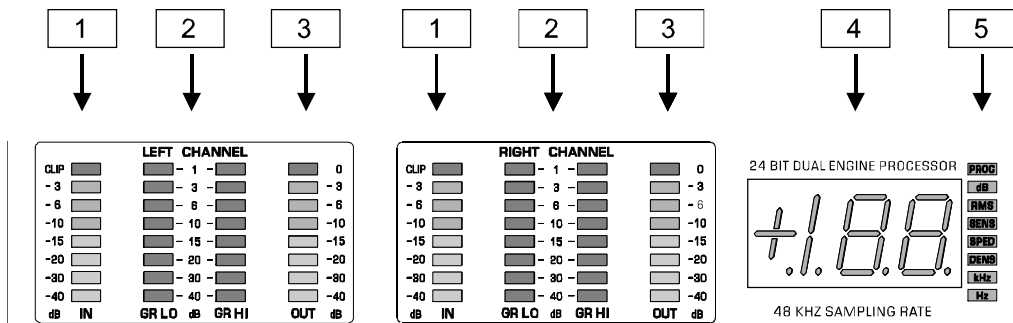 1 2 3 1 2 3 4 5
LEFT CHANNEL
CLIP - 1 - 0
- 3 - 3 - - 3
- 6 - 6 - - 6
-10 - 10 - -10
-15 - 15 - -15
-20 - 20 - -20
-30 - 30 - -30
-40 - 40 - -40
dB IN GR LO dB GR HI OUT dB
RIGHT CHANNEL
CLIP - 1 - 0
- 3 - 3 - - 3
- 6 - 6 - - 6
-10 - 10 - -10
-15 - 15 - -15
-20 - 20 - -20
-30 - 30 - -30
-40 - 40 - -40
dB IN GR LO dB GR HI OUT dB
24 BIT DUAL ENGINE PROCESSOR
+.1.8.8
48 KHZ SAMPLING RATE
PROG
dB
RMS
SENS
SPED
DENS
kHz
Hz